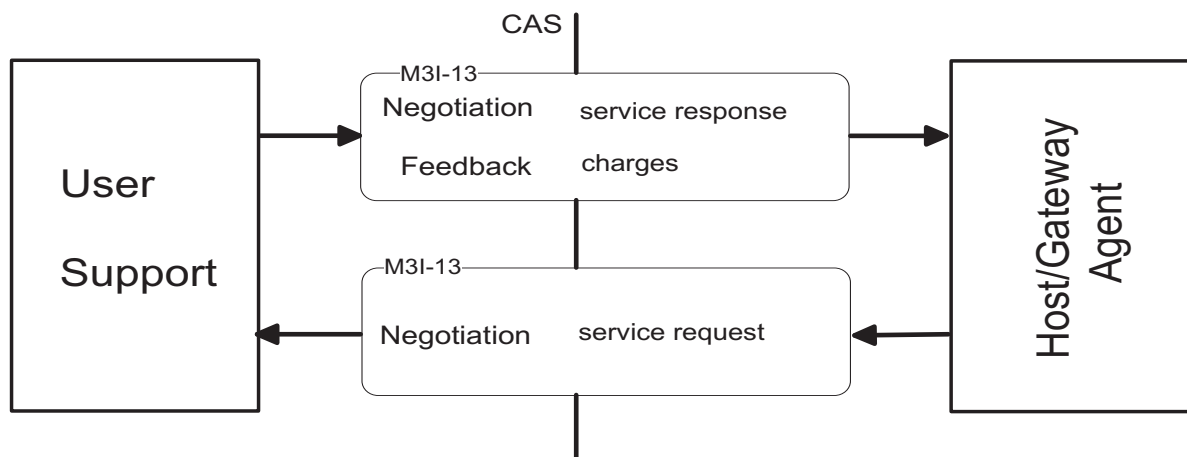 CAS
User
Support
M3I-13
Negotiation service response
Feedback charges
M3I-13
Negotiation service request
Host/Gateway
Agent